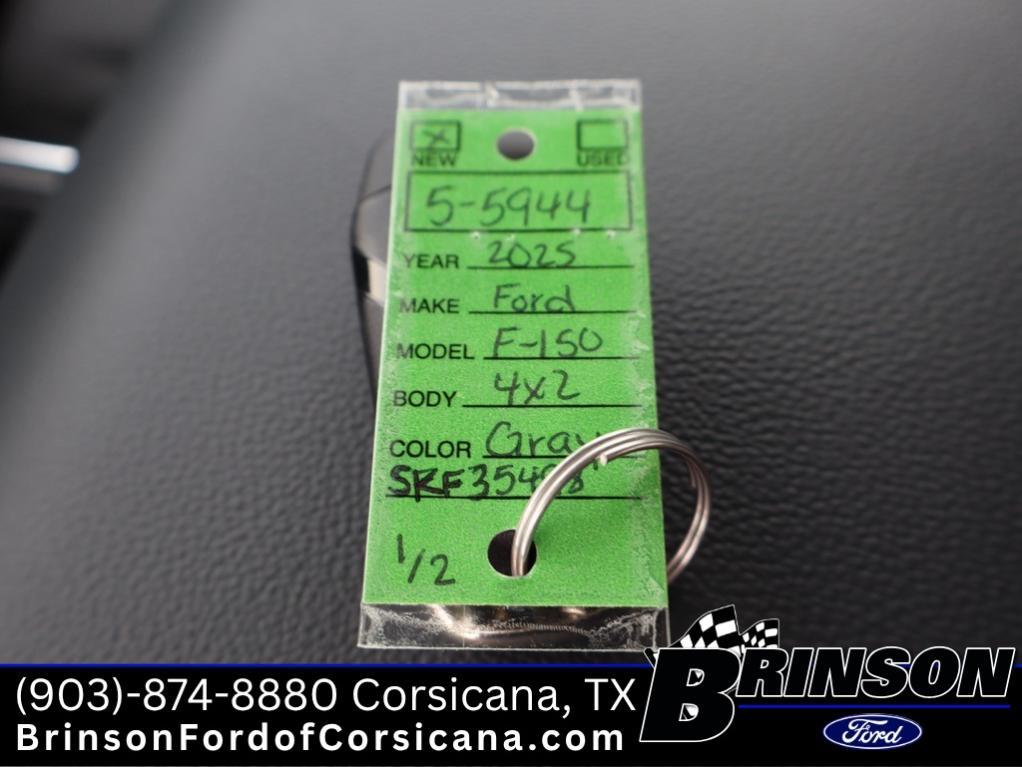 X
NEW USED
5-5944
YEAR 2025
MAKE Ford
MODEL F-150
BODY 4x2
COLOR Gray
1/2
(903)-874-8880 Corsicana, TX
BrinsonFordofCorsicana.com
BRINSON
Ford